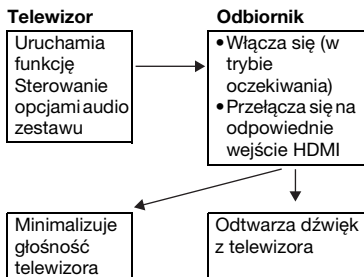 Telewizor
Odbiornik
Uruchamia
funkcję
Sterowanie
opcjami audio
zestawu
•Włącza się (w
trybie
oczekiwania)
•Przełącza się na
odpowiednie
wejście HDMI
Minimalizuje
głośność
telewizora
Odtwarza dźwięk
z telewizora